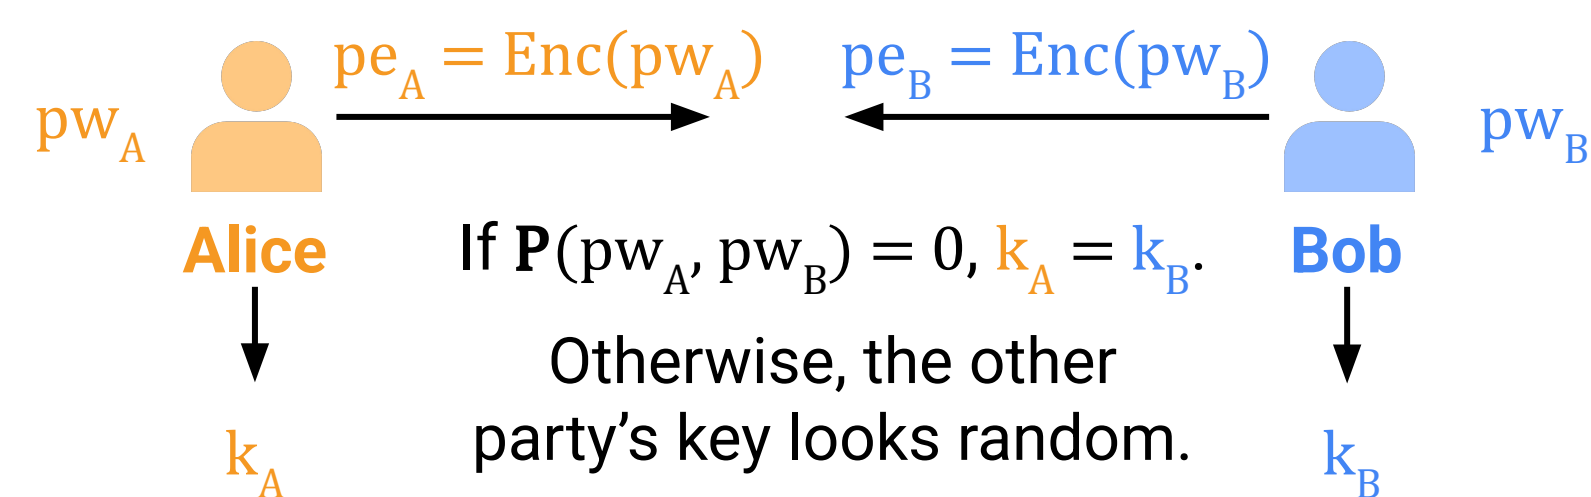 pe_A = Enc(pw_A) pe_B = Enc(pw_B)
pw_A pw_B
Alice If P(pw_A, pw_B) = 0, k_A = k_B. Bob
Otherwise, the other
party’s key looks random.
k_A k_B